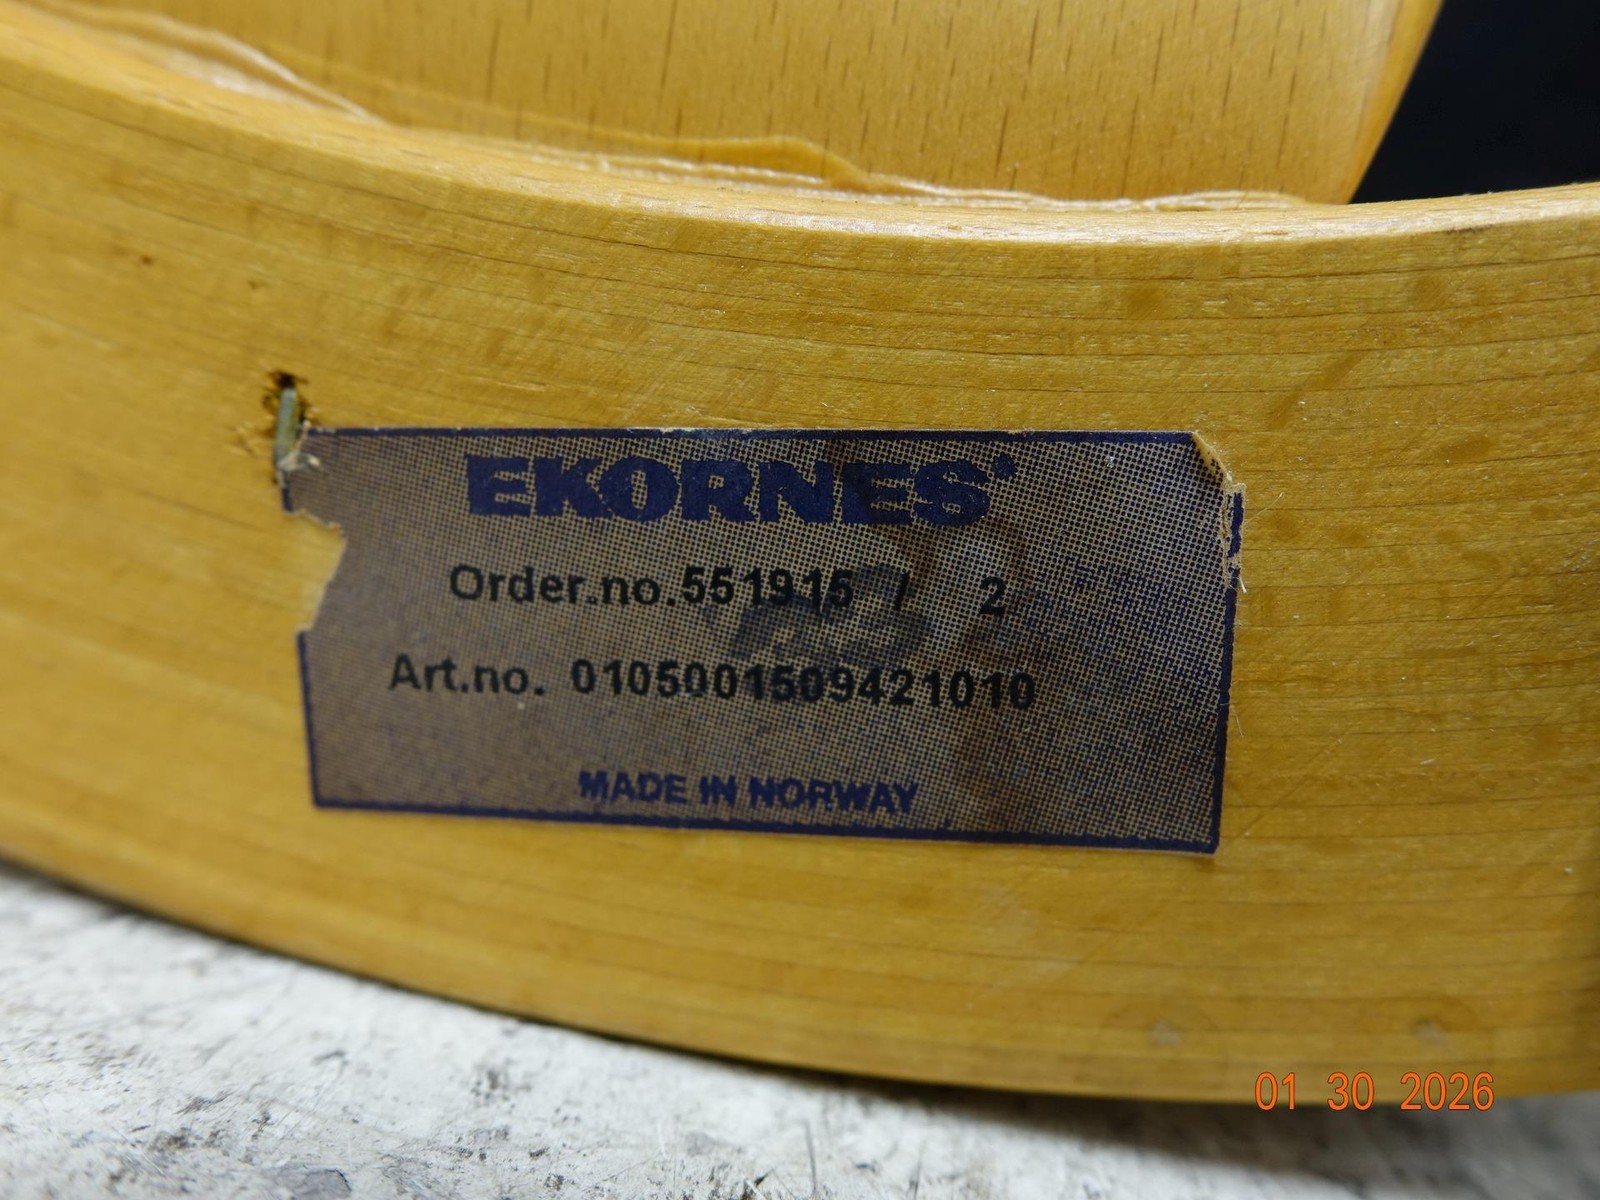 EKORNES
Order.no. 551915 / 2
Art.no. 0105001509421010
MADE IN NORWAY
01 30 2026